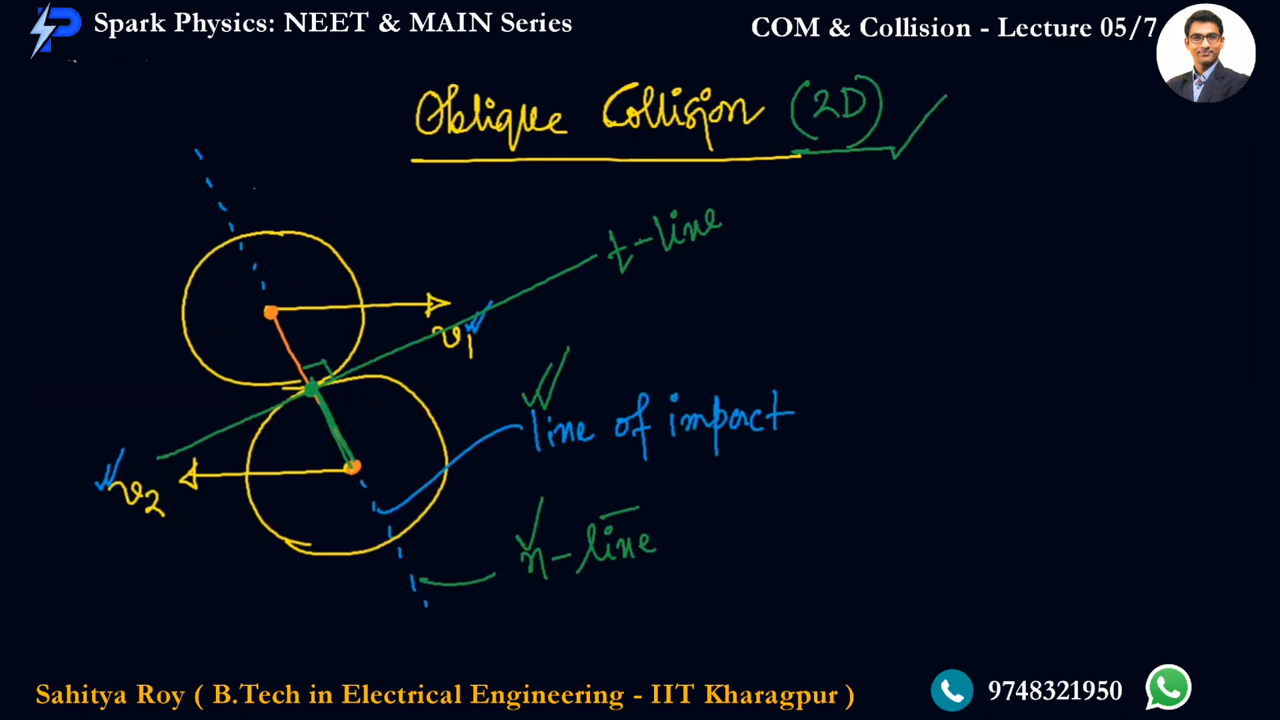 Spark Physics: NEET & MAIN Series
COM & Collision - Lecture 05/7
Oblique Collision (2D)
t-line
v1
line of impact
v2
n-line
Sahitya Roy ( B.Tech in Electrical Engineering - IIT Kharagpur )
9748321950